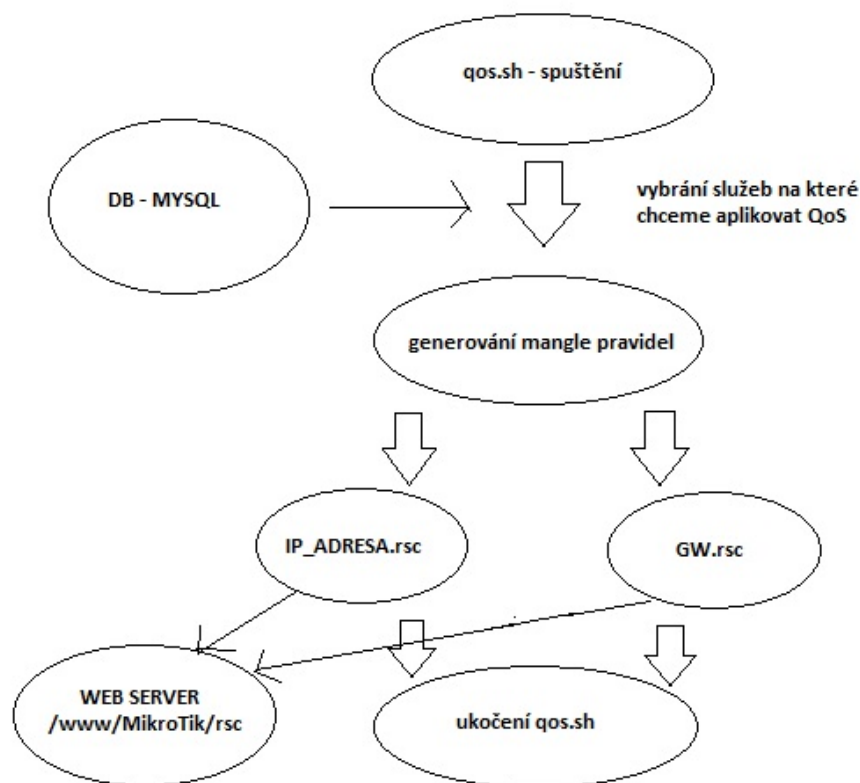 qos.sh - spuštění
DB - MYSQL
vybrání služeb na které
chceme aplikovat QoS
generování mangle pravidel
IP_ADRESA.rsc
GW.rsc
WEB SERVER
/www/MikroTik/rsc
ukočení qos.sh